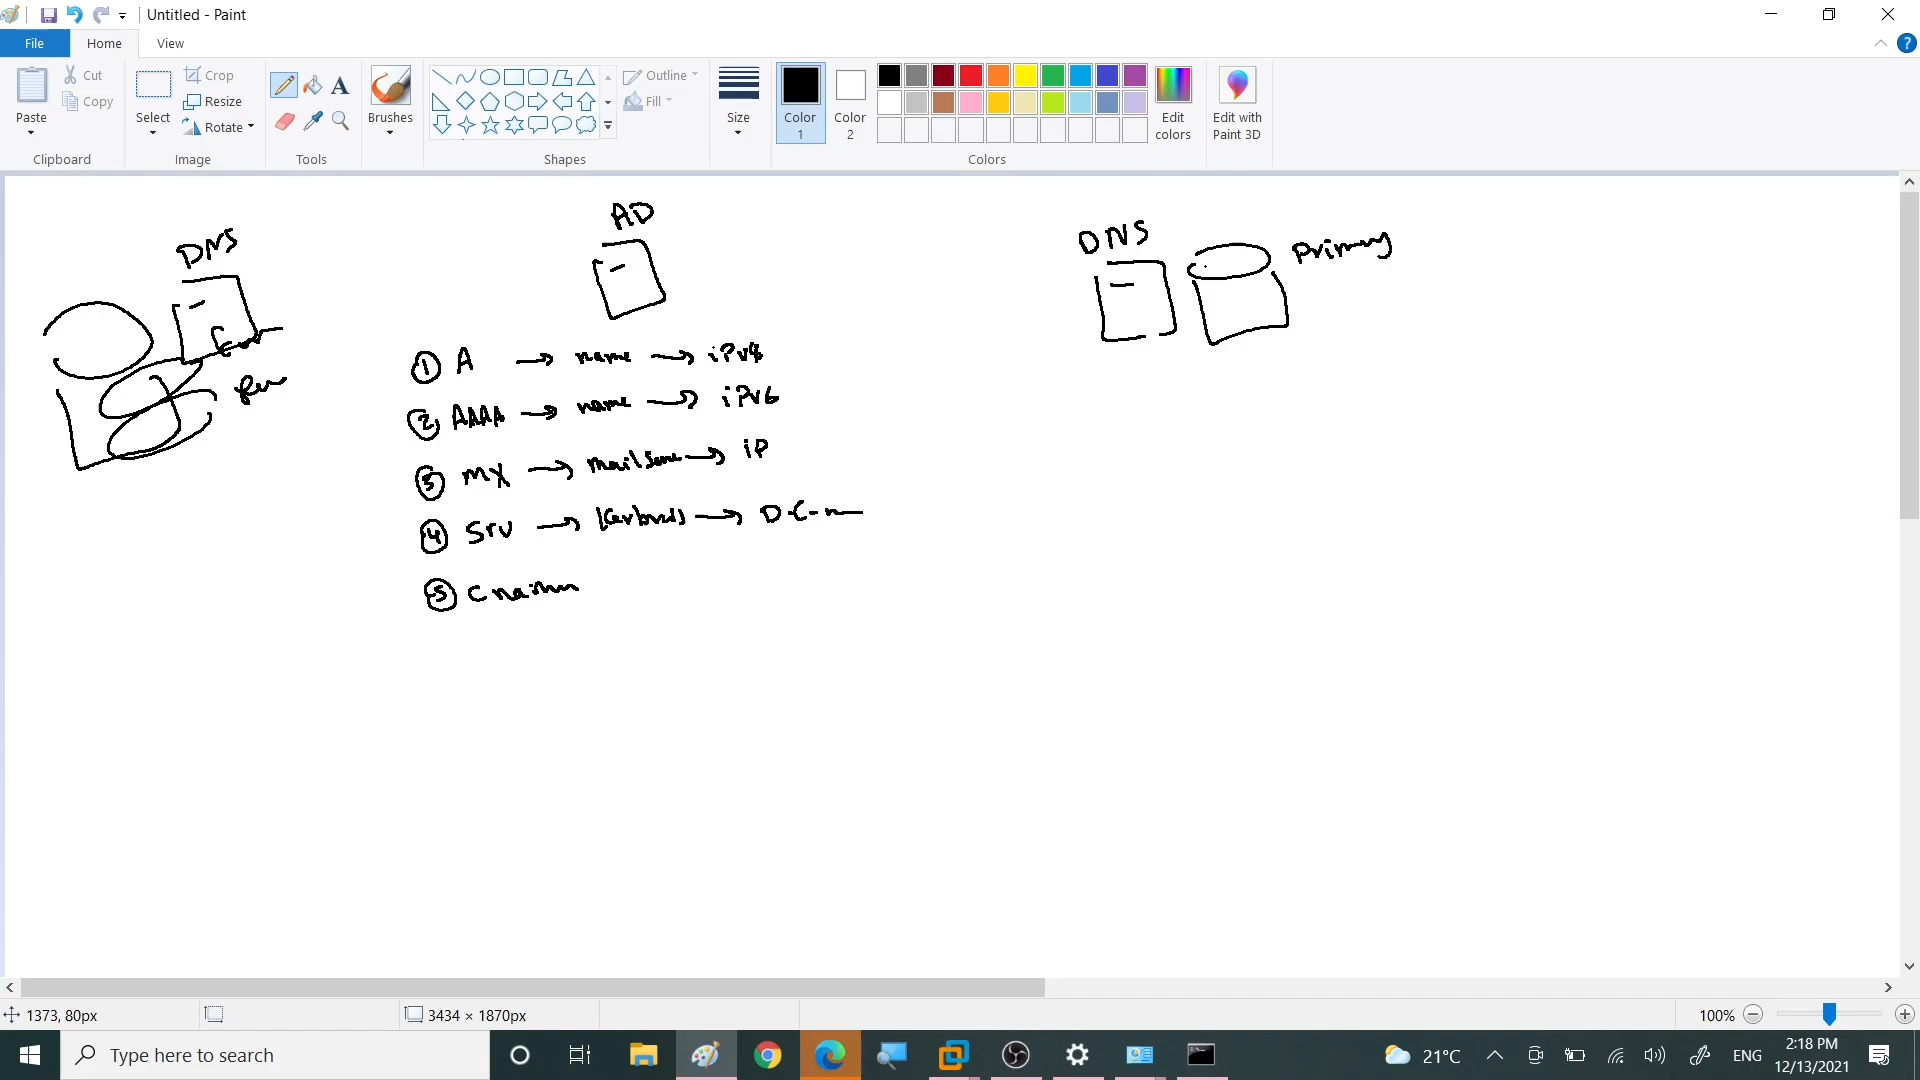 Untitled - Paint
File Home View
Paste
Cut
Copy
Clipboard
Select
Crop
Resize
Rotate
Image
Tools
Brushes
Shapes
Outline
Fill
Size
Color 1
Color 2
Edit colors
Colors
Edit with Paint 3D
DNS
AD
DNS
Primary
① A → name → iPv4
② AAAA → name → iPv6
③ MX → mail → iP
④ Srv → → D.C
⑤ C
1373, 80px
3434 × 1870px
100%
Type here to search
21°C
ENG
2:18 PM
12/13/2021